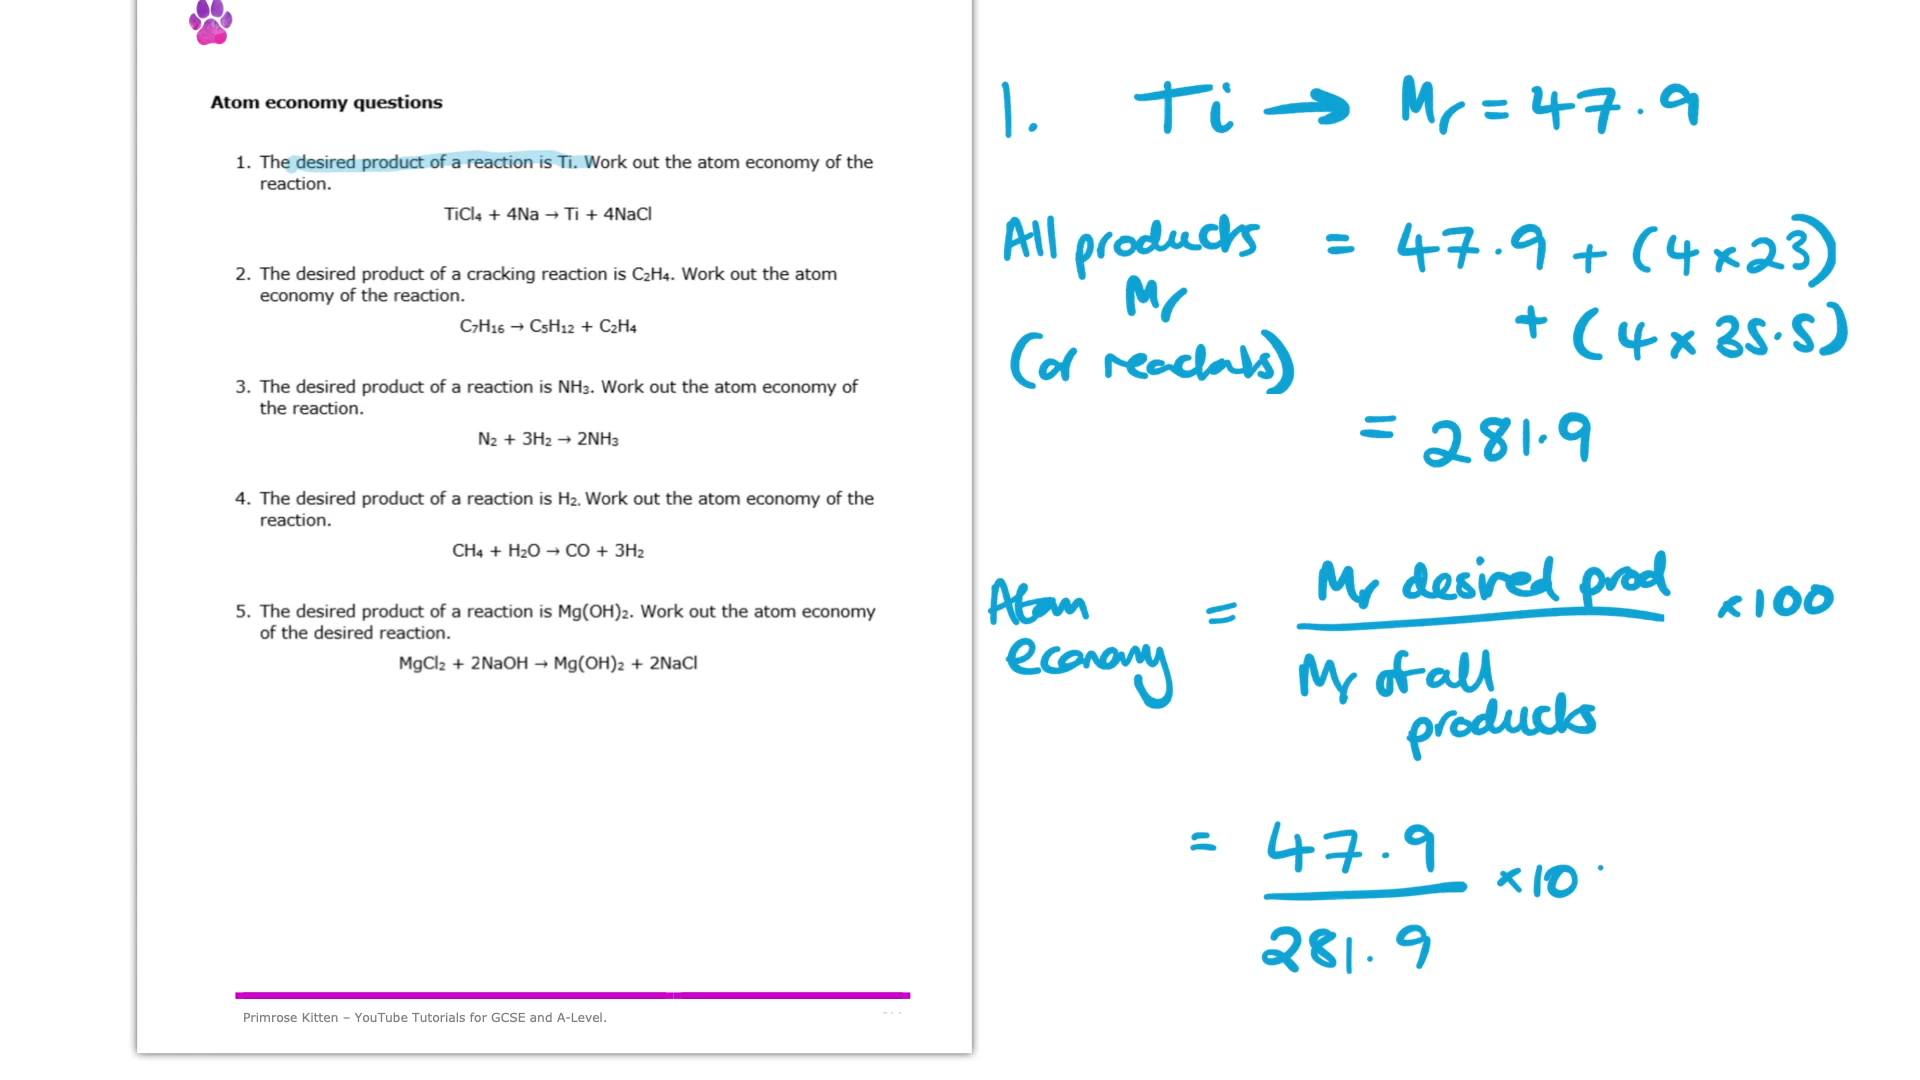 Atom economy questions
1. The desired product of a reaction is Ti. Work out the atom economy of the
reaction.
TiCl₄ + 4Na → Ti + 4NaCl
2. The desired product of a cracking reaction is C₂H₄. Work out the atom
economy of the reaction.
C₇H₁₆ → C₅H₁₂ + C₂H₄
3. The desired product of a reaction is NH₃. Work out the atom economy of
the reaction.
N₂ + 3H₂ → 2NH₃
4. The desired product of a reaction is H₂. Work out the atom economy of the
reaction.
CH₄ + H₂O → CO + 3H₂
5. The desired product of a reaction is Mg(OH)₂. Work out the atom economy
of the desired reaction.
MgCl₂ + 2NaOH → Mg(OH)₂ + 2NaCl
Primrose Kitten – YouTube Tutorials for GCSE and A-Level.
1. Ti → Mr = 47.9
All products = 47.9 + (4×23)
Mr + (4×35.5)
(or reactants)
= 281.9
Atom economy = Mr desired prod ×100
Mr of all
products
= 47.9 ×10
281.9